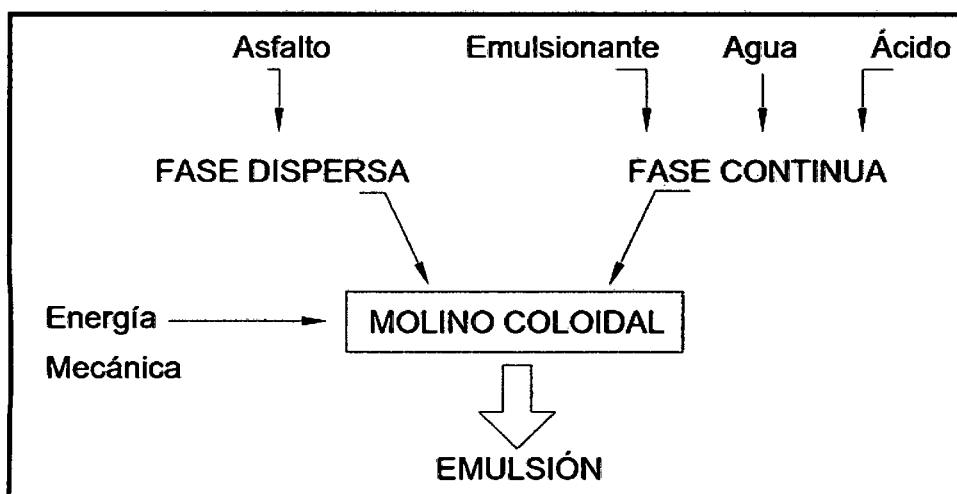 Asfalto Emulsionante Agua Ácido
FASE DISPERSA FASE CONTINUA
Energía MOLINO COLOIDAL
Mecánica
EMULSIÓN